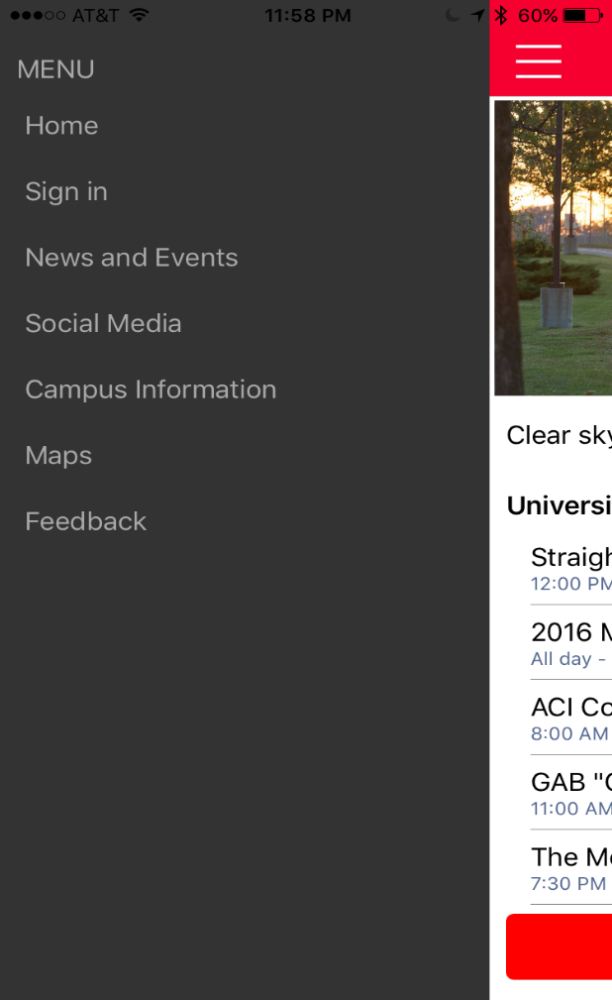 AT&T 11:58 PM 60%
MENU
Home
Sign in
News and Events
Social Media
Campus Information
Maps
Feedback
Clear sky
Universi
Straigh
12:00 PM
2016 M
All day -
ACI Co
8:00 AM
GAB "
11:00 AM
The Mo
7:30 PM